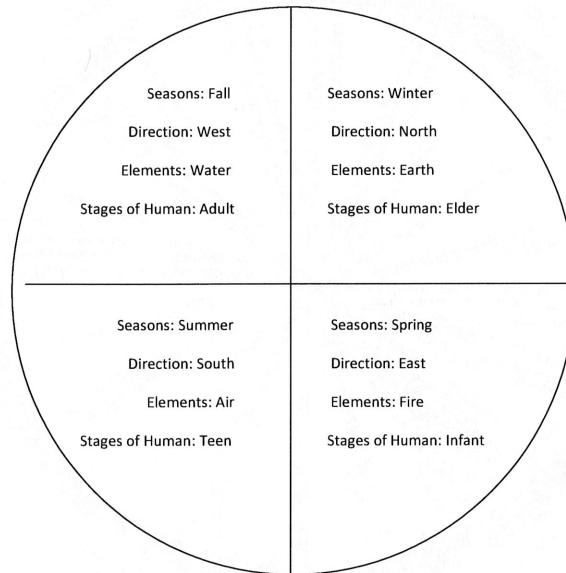 Seasons: Fall
Direction: West
Elements: Water
Stages of Human: Adult
Seasons: Winter
Direction: North
Elements: Earth
Stages of Human: Elder
Seasons: Summer
Direction: South
Elements: Air
Stages of Human: Teen
Seasons: Spring
Direction: East
Elements: Fire
Stages of Human: Infant